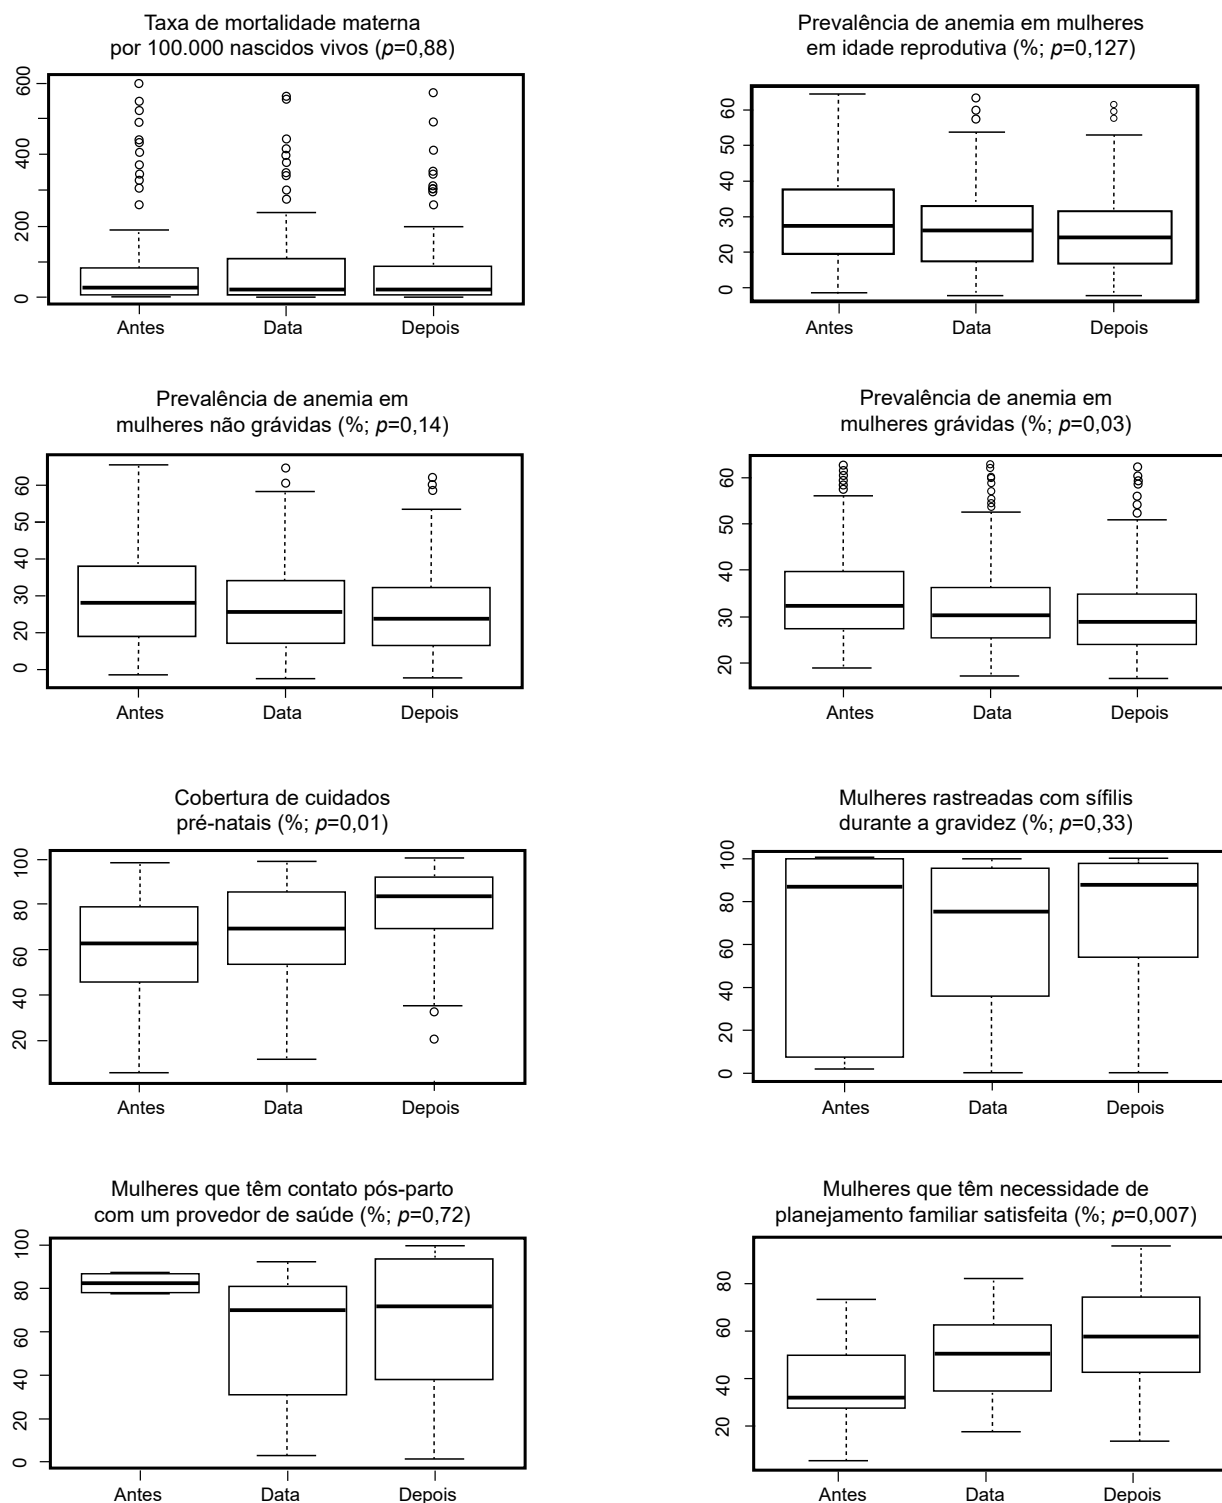 Taxa de mortalidade materna
por 100.000 nascidos vivos (p=0,88)
600
400
200
0
Antes
Data
Depois
Prevalência de anemia em mulheres
em idade reprodutiva (%; p=0,127)
60
50
40
30
20
0
Antes
Data
Depois
Prevalência de anemia em
mulheres não grávidas (%; p=0,14)
60
50
40
30
20
0
Antes
Data
Depois
Prevalência de anemia em
mulheres grávidas (%; p=0,03)
60
50
40
30
20
Antes
Data
Depois
Cobertura de cuidados
pré-natais (%; p=0,01)
100
80
60
40
20
Antes
Data
Depois
Mulheres rastreadas com sífilis
durante a gravidez (%; p=0,33)
100
80
60
40
20
0
Antes
Data
Depois
Mulheres que têm contato pós-parto
com um provedor de saúde (%; p=0,72)
100
80
60
40
20
0
Antes
Data
Depois
Mulheres que têm necessidade de
planejamento familiar satisfeita (%; p=0,007)
80
60
40
20
Antes
Data
Depois